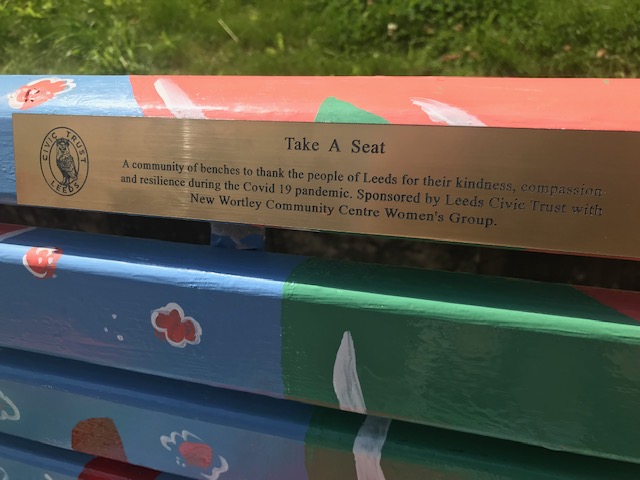 CIVIC TRUST
LEEDS
Take A Seat
A community of benches to thank the people of Leeds for their kindness, compassion
and resilience during the Covid 19 pandemic. Sponsored by Leeds Civic Trust with
New Wortley Community Centre Women's Group.